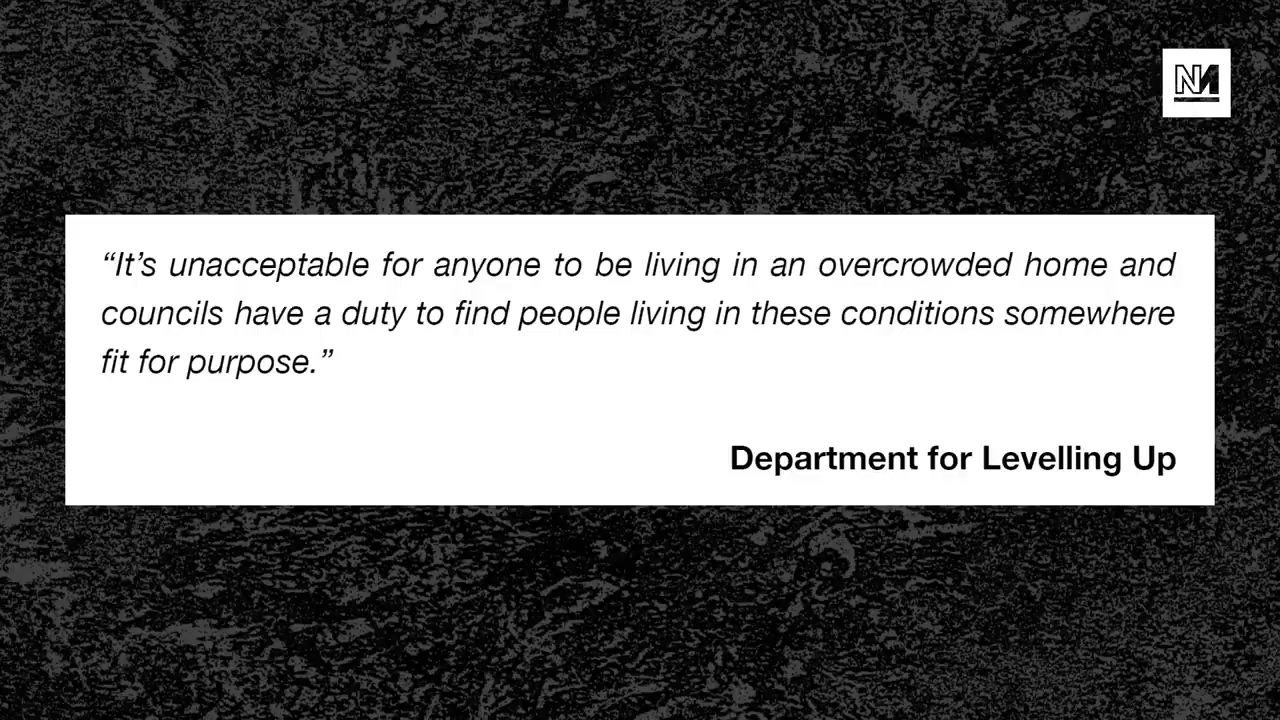 NM
“It’s unacceptable for anyone to be living in an overcrowded home and
councils have a duty to find people living in these conditions somewhere
fit for purpose.”
Department for Levelling Up